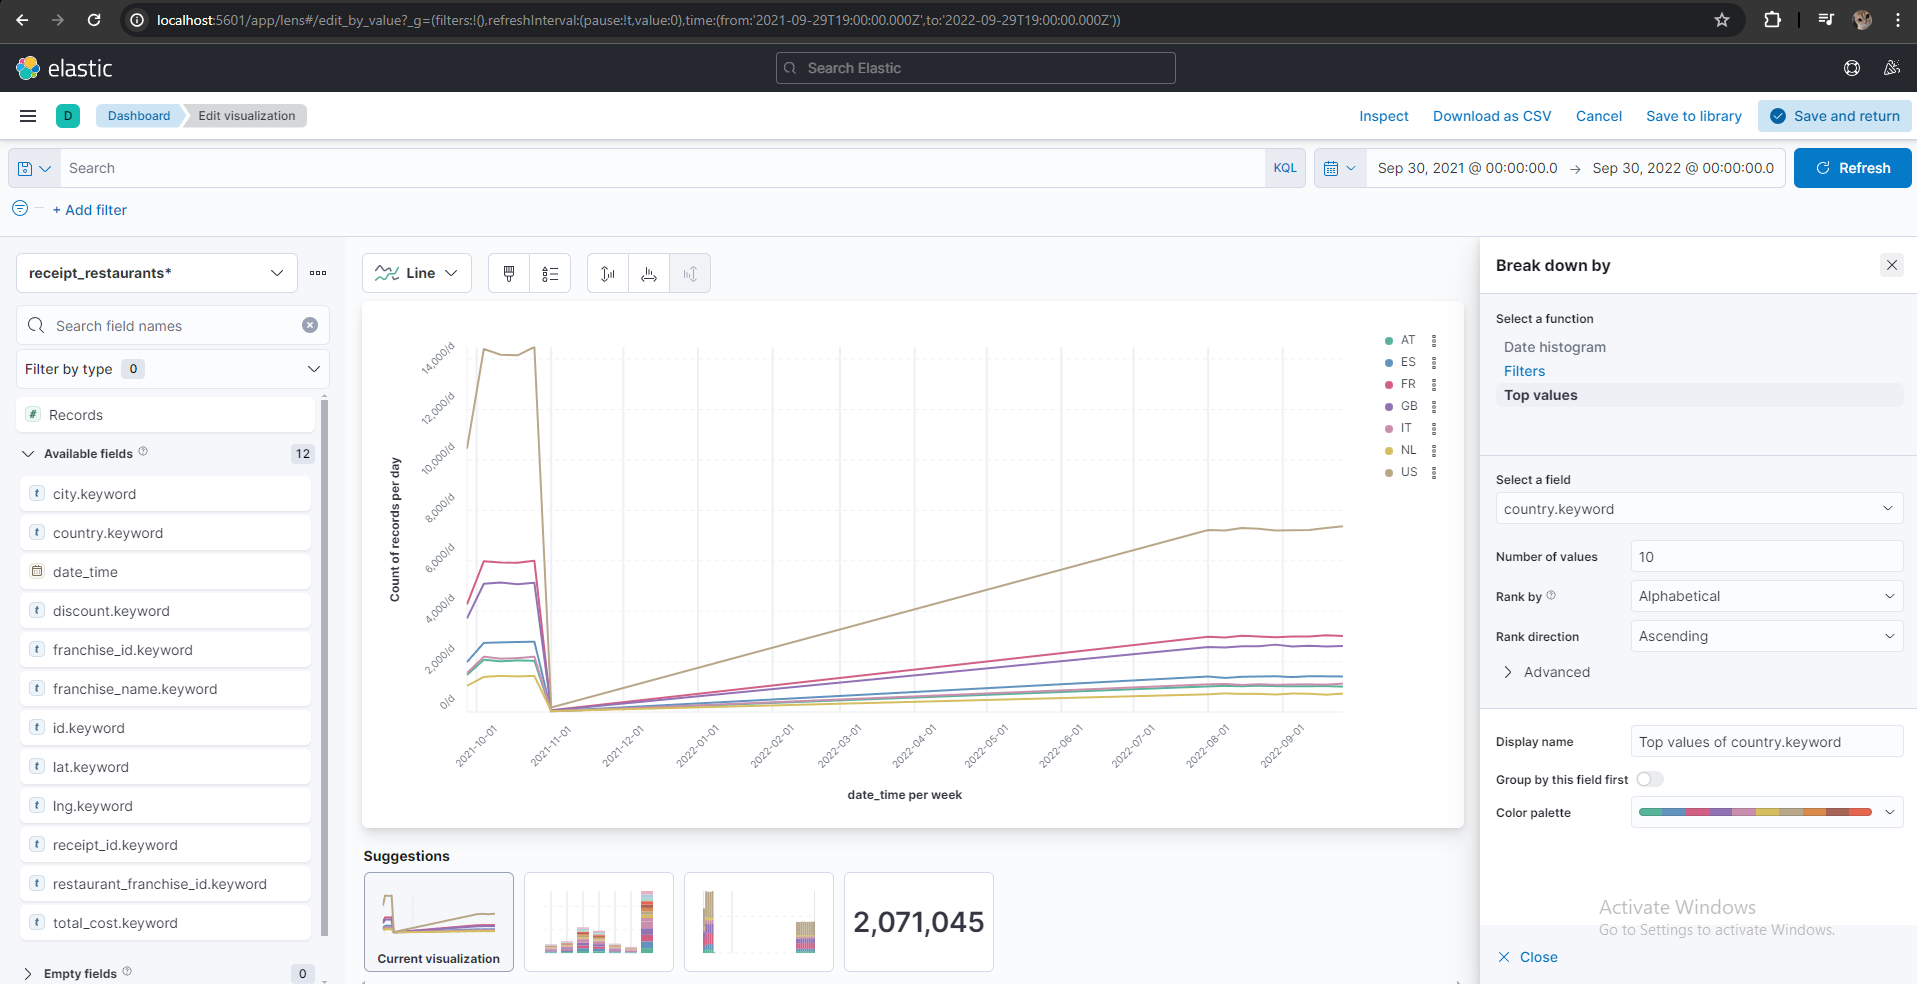 localhost:5601/app/lens#/edit_by_value?_g=(filters:!(),refreshInterval:(pause:!t,value:0),time:(from:'2021-09-29T19:00:00.000Z',to:'2022-09-29T19:00:00.000Z'))
elastic
Search Elastic
D
Dashboard
Edit visualization
Inspect
Download as CSV
Cancel
Save to library
Save and return
Search
KQL
Sep 30, 2021 @ 00:00:00.0 → Sep 30, 2022 @ 00:00:00.0
Refresh
+ Add filter
receipt_restaurants*
Search field names
Filter by type 0
# Records
Available fields 12
t city.keyword
t country.keyword
date_time
t discount.keyword
t franchise_id.keyword
t franchise_name.keyword
t id.keyword
t lat.keyword
t lng.keyword
t receipt_id.keyword
t restaurant_franchise_id.keyword
t total_cost.keyword
Empty fields 0
Line
Count of records per day
14,000/d
12,000/d
10,000/d
8,000/d
6,000/d
4,000/d
2,000/d
0/d
2021-10-01
2021-11-01
2021-12-01
2022-01-01
2022-02-01
2022-03-01
2022-04-01
2022-05-01
2022-06-01
2022-07-01
2022-08-01
2022-09-01
date_time per week
AT
ES
FR
GB
IT
NL
US
Suggestions
Current visualization
2,071,045
Break down by
Select a function
Date histogram
Filters
Top values
Select a field
country.keyword
Number of values
10
Rank by
Alphabetical
Rank direction
Ascending
Advanced
Display name
Top values of country.keyword
Group by this field first
Color palette
Activate Windows
Go to Settings to activate Windows.
Close